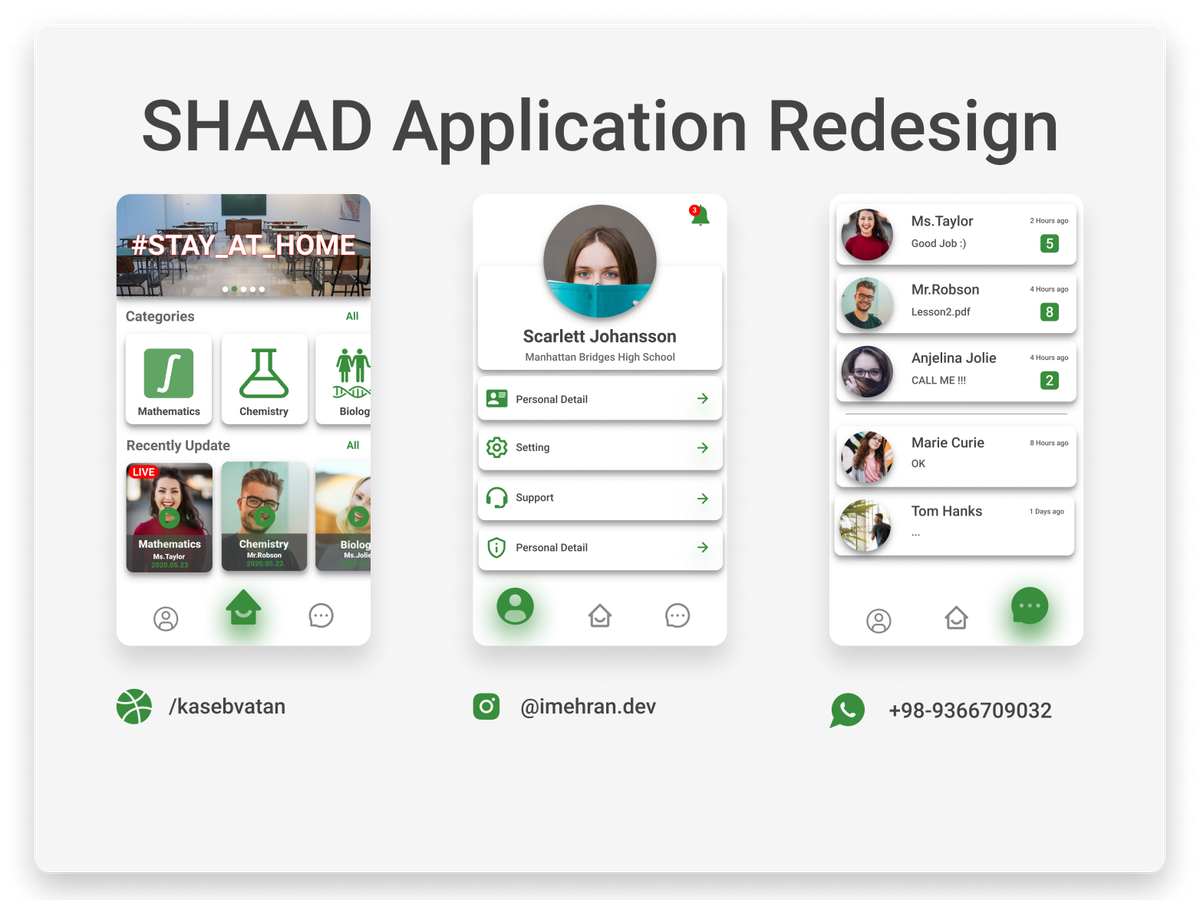 SHAAD Application Redesign
#STAY_AT_HOME
Categories
All
Mathematics
Chemistry
Biolog
Recently Update
All
LIVE
Mathematics
Ms.Taylor
2020.05.23
Chemistry
Mr.Robson
2020.05.22
Biolog
Ms.Jolie
3
Scarlett Johansson
Manhattan Bridges High School
Personal Detail
Setting
Support
Personal Detail
Ms.Taylor
2 Hours ago
Good Job :)
5
Mr.Robson
4 Hours ago
Lesson2.pdf
8
Anjelina Jolie
4 Hours ago
CALL ME !!!
2
Marie Curie
8 Hours ago
OK
Tom Hanks
1 Days ago
...
/kasebvatan
@imehran.dev
+98-9366709032